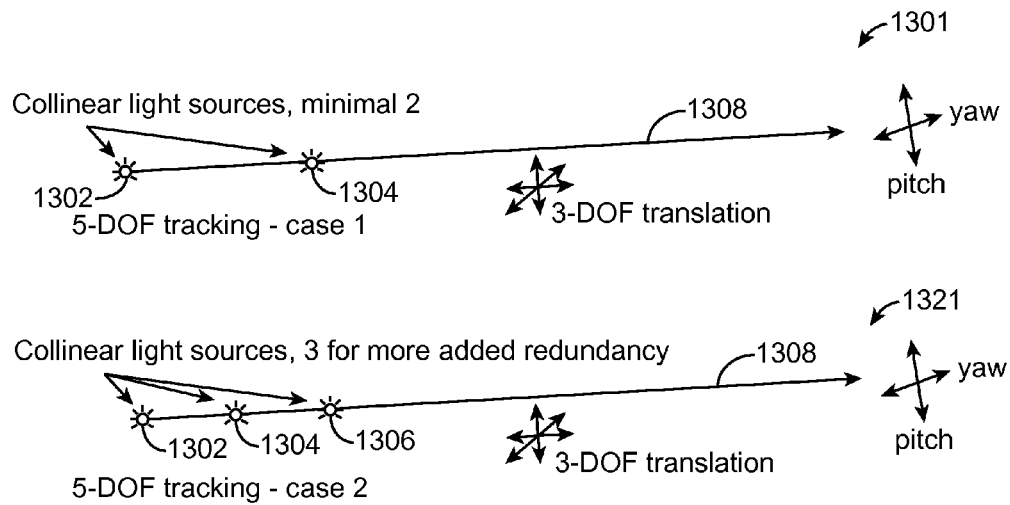 1301
Collinear light sources, minimal 2
1308
yaw
1302
1304
pitch
3-DOF translation
5-DOF tracking - case 1
1321
Collinear light sources, 3 for more added redundancy
1308
yaw
1302
1304
1306
pitch
3-DOF translation
5-DOF tracking - case 2